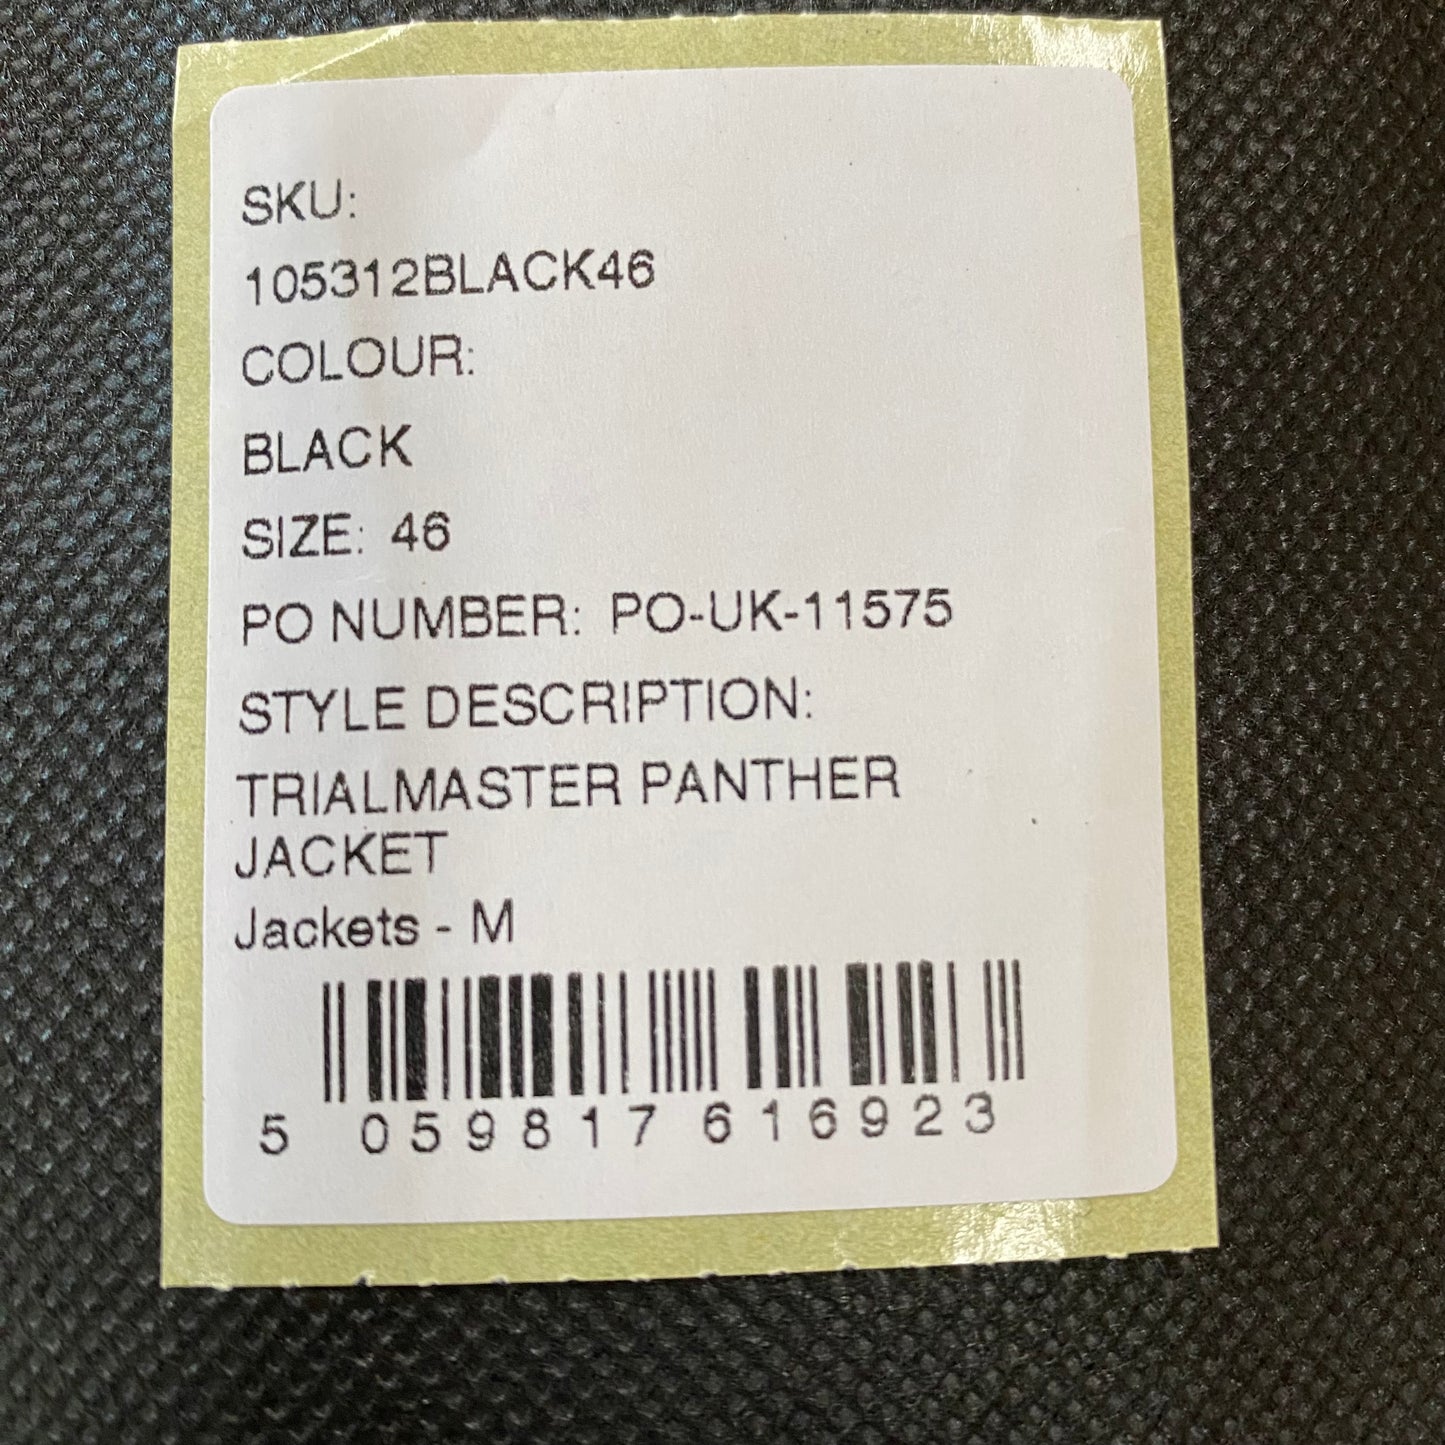 SKU:
105312BLACK46
COLOUR:
BLACK
SIZE: 46
PO NUMBER: PO-UK-11575
STYLE DESCRIPTION:
TRIALMASTER PANTHER
JACKET
Jackets - M
5 059817 616923